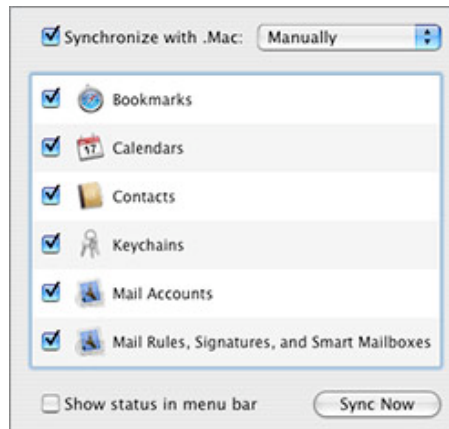 Synchronize with .Mac: Manually
Bookmarks
17 Calendars
Contacts
Keychains
Mail Accounts
Mail Rules, Signatures, and Smart Mailboxes
Show status in menu bar Sync Now